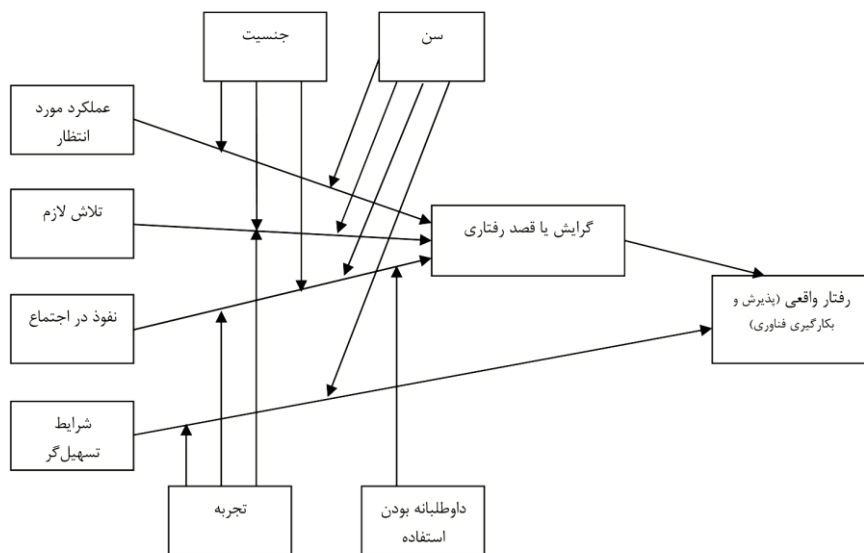 جنسیت
سن
عملکرد مورد
انتظار
تلاش لازم
گرایش یا قصد رفتاری
رفتار واقعی (پذیرش و
بکارگیری فناوری)
نفوذ در اجتماع
شرایط
تسهیل‌گر
تجربه
داوطلبانه بودن
استفاده